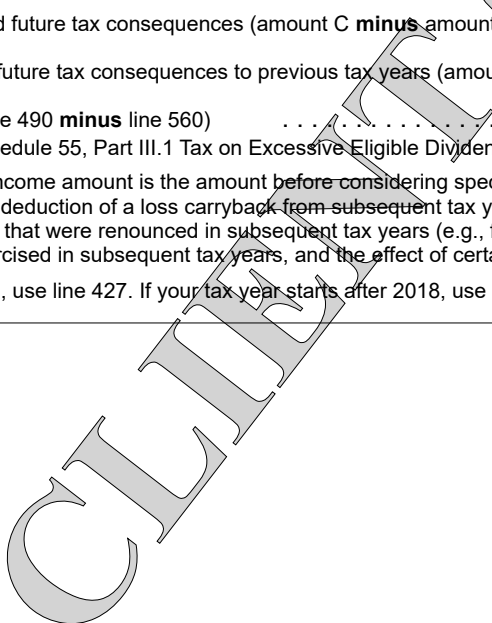 future tax consequences (amount C minus amount
future tax consequences to previous tax years (amou
e 490 minus line 560) . . . . . . . . . . . . . . .
edule 55, Part III.1 Tax on Excessive Eligible Dividen
ncome amount is the amount before considering spec
deduction of a loss carryback from subsequent tax y
that were renounced in subsequent tax years (e.g., f
rcised in subsequent tax years, and the effect of certa
, use line 427. If your tax year starts after 2018, use
CLIENT